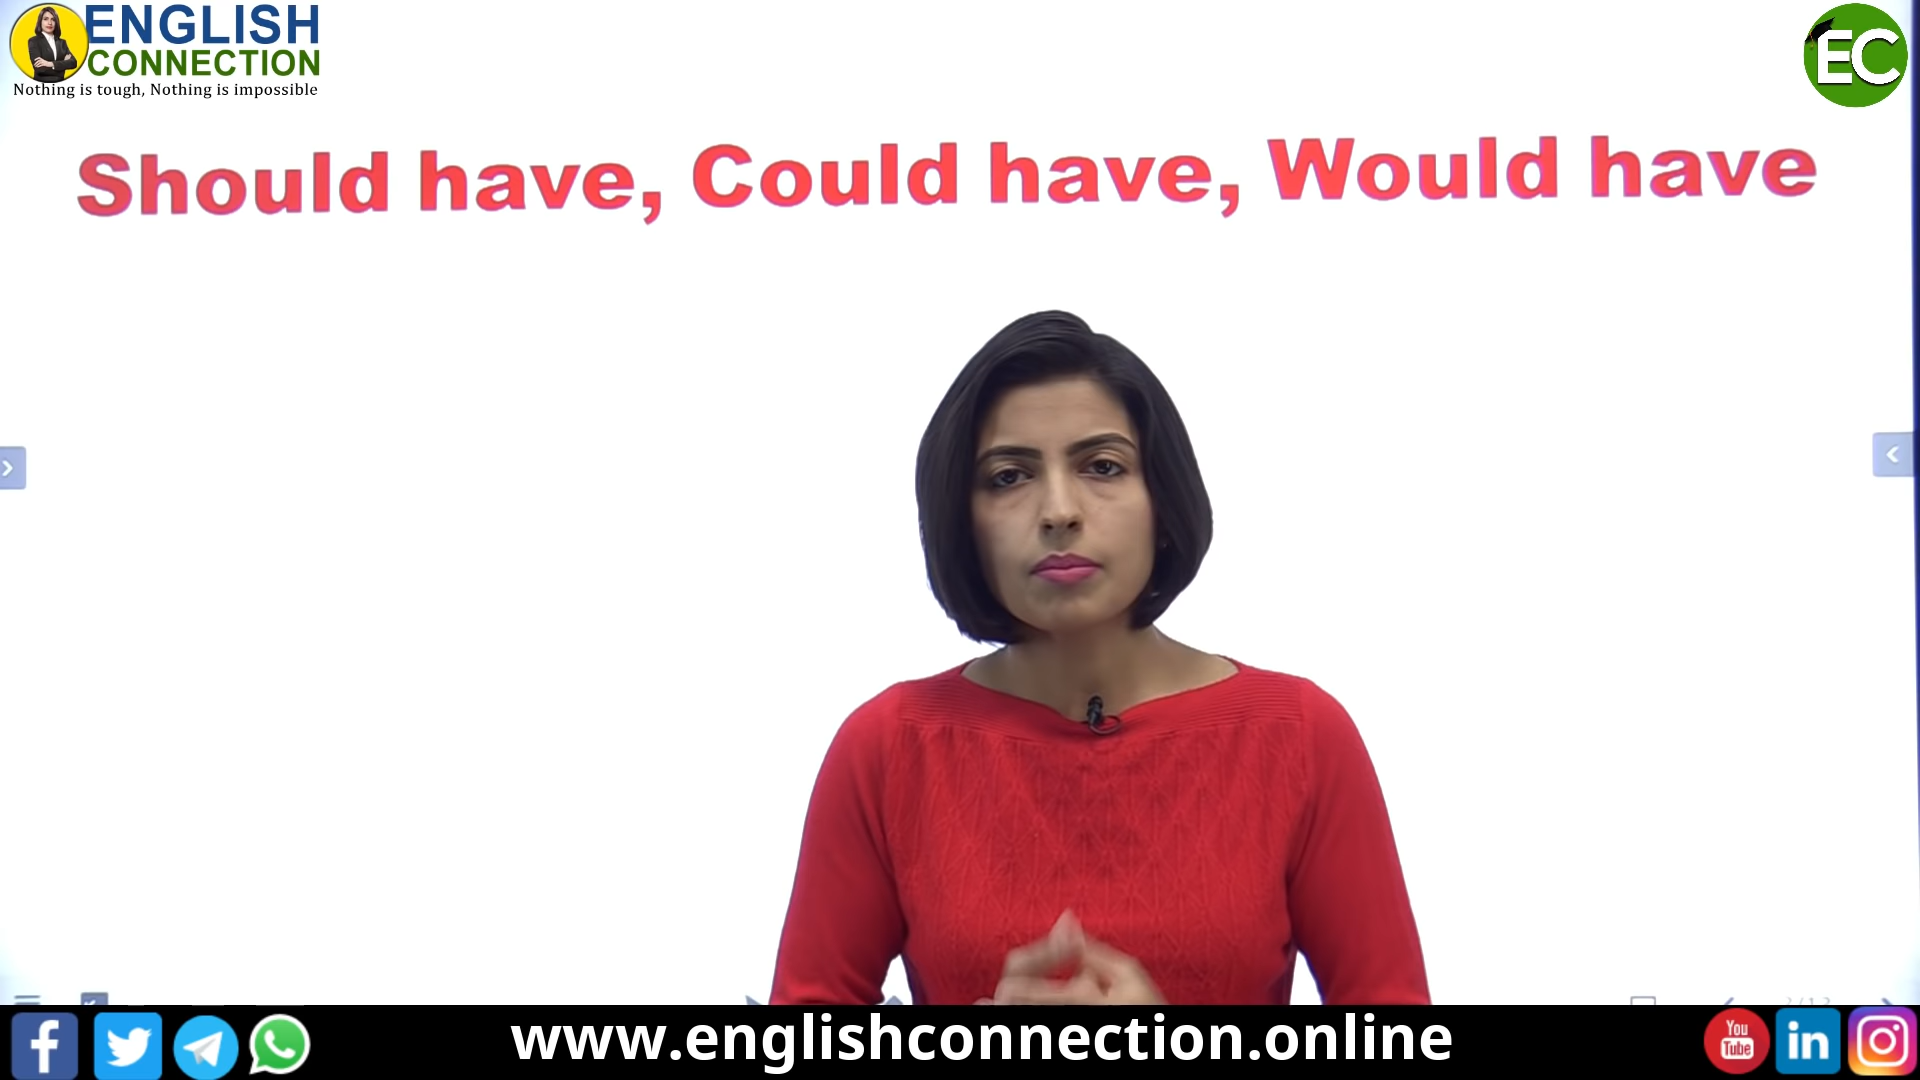 ENGLISH
CONNECTION
Nothing is tough, Nothing is impossible
EC
Should have, Could have, Would have
www.englishconnection.online
You
Tube
in